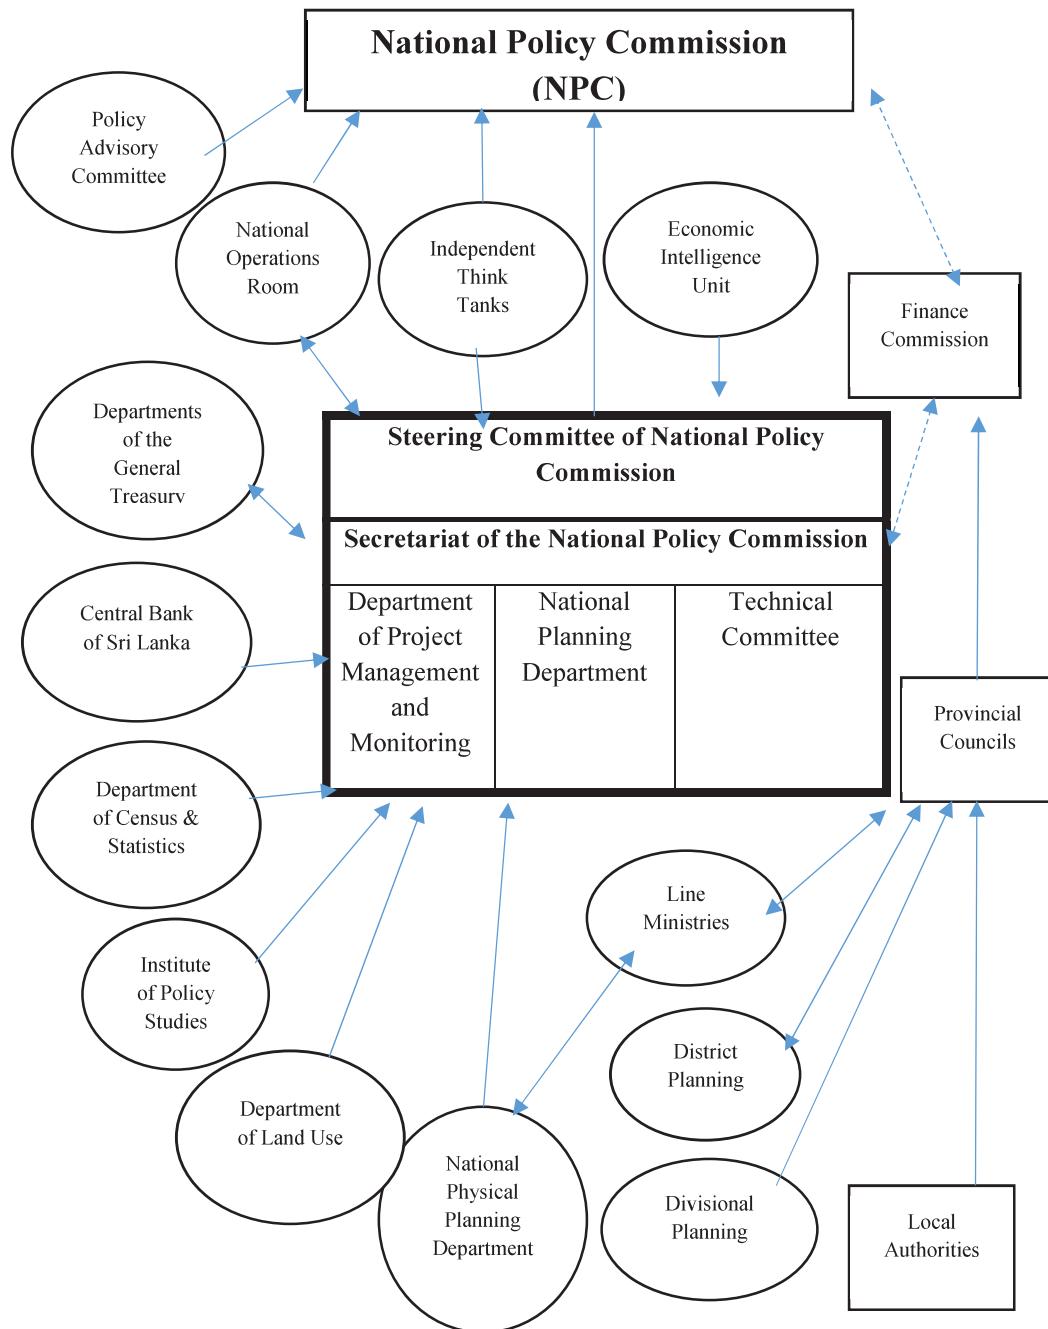 National Policy Commission
(NPC)
Policy
Advisory
Committee
National
Operations
Room
Independent
Think
Tanks
Economic
Intelligence
Unit
Finance
Commission
Departments
of the
General
Treasury
Steering Committee of National Policy
Commission
Secretariat of the National Policy Commission
Department
of Project
Management
and
Monitoring
National
Planning
Department
Technical
Committee
Central Bank
of Sri Lanka
Provincial
Councils
Department
of Census &
Statistics
Line
Ministries
Institute
of Policy
Studies
District
Planning
Department
of Land Use
National
Physical
Planning
Department
Divisional
Planning
Local
Authorities